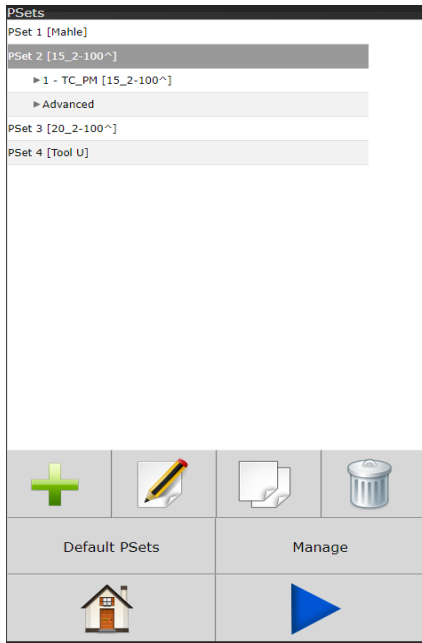 PSets
PSet 1 [Mahle]
PSet 2 [15_2-100^]
1 - TC_PM [15_2-100^]
Advanced
PSet 3 [20_2-100^]
PSet 4 [Tool U]
Default PSets
Manage